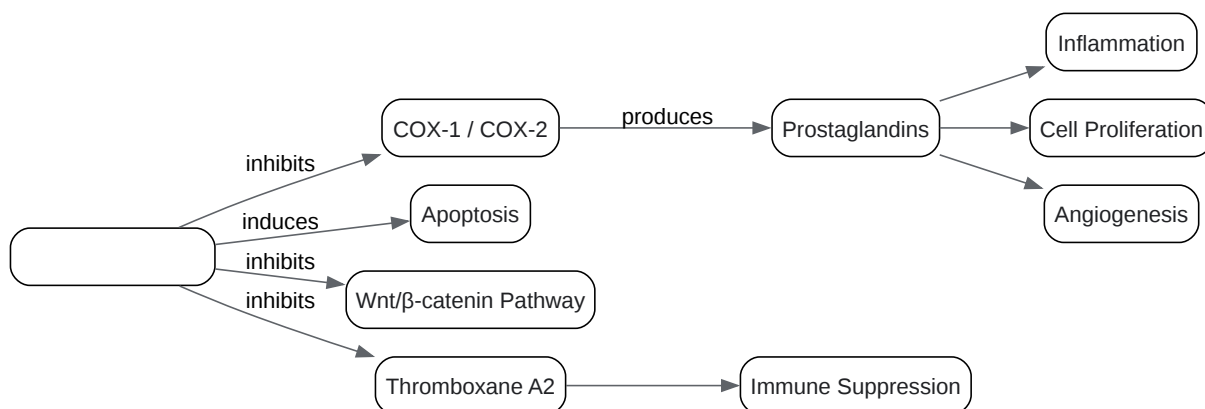 Inflammation
COX-1 / COX-2
produces
Prostaglandins
Cell Proliferation
inhibits
Apoptosis
induces
Angiogenesis
inhibits
Wnt/β-catenin Pathway
inhibits
Thromboxane A2
Immune Suppression